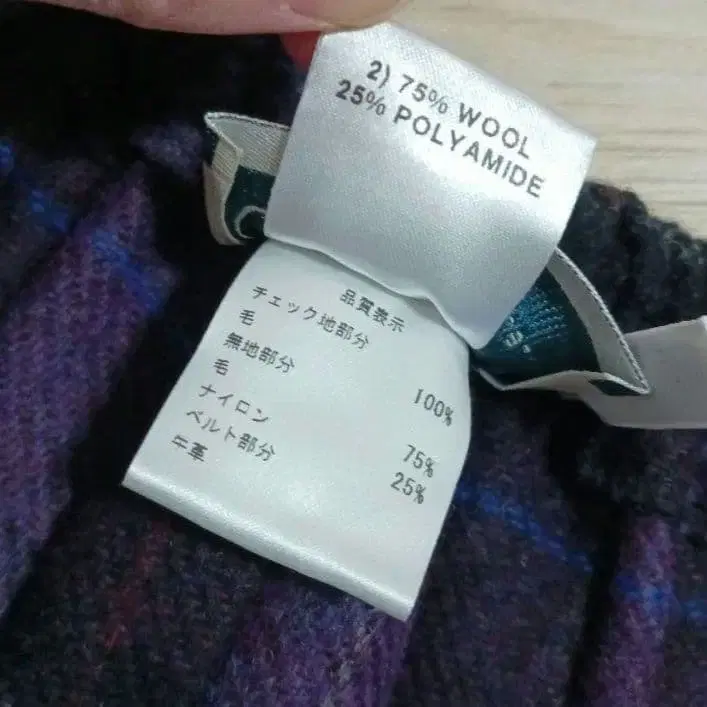 2) 75% WOOL
25% POLYAMIDE
品質表示
チェック地部分
毛 100%
無地部分
毛 75%
ナイロン 25%
ベルト部分
牛革